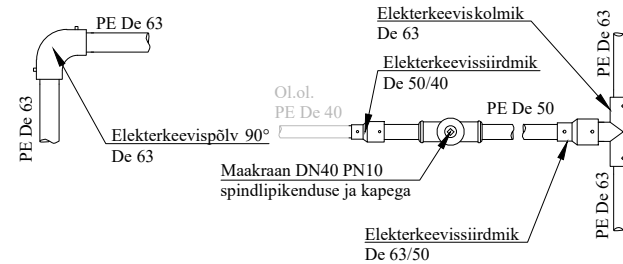 PE De 63
PE De 63
Elekterkeevispõlv 90°
De 63
Ol.ol.
PE De 40
Elekterkeevissiirdmik
De 50/40
Elekterkeeviskolmik
De 63
PE De 50
Maakraan DN40 PN10
spindlipikenduse ja kapega
Elekterkeevissiirdmik
De 63/50
PE De 63
PE De 63